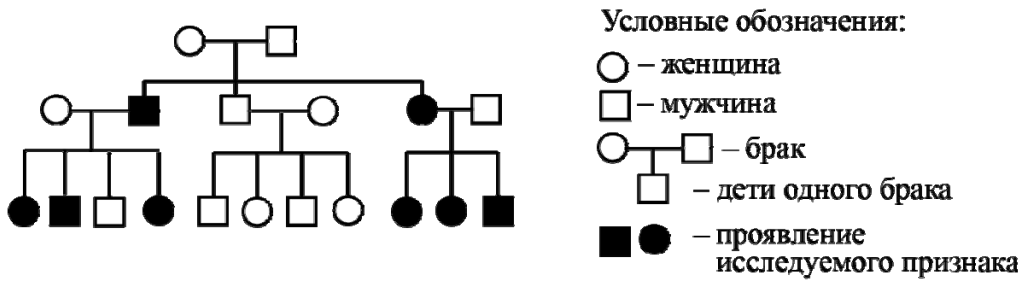 Условные обозначения:
– женщина
– мужчина
– брак
– дети одного брака
– проявление
исследуемого признака